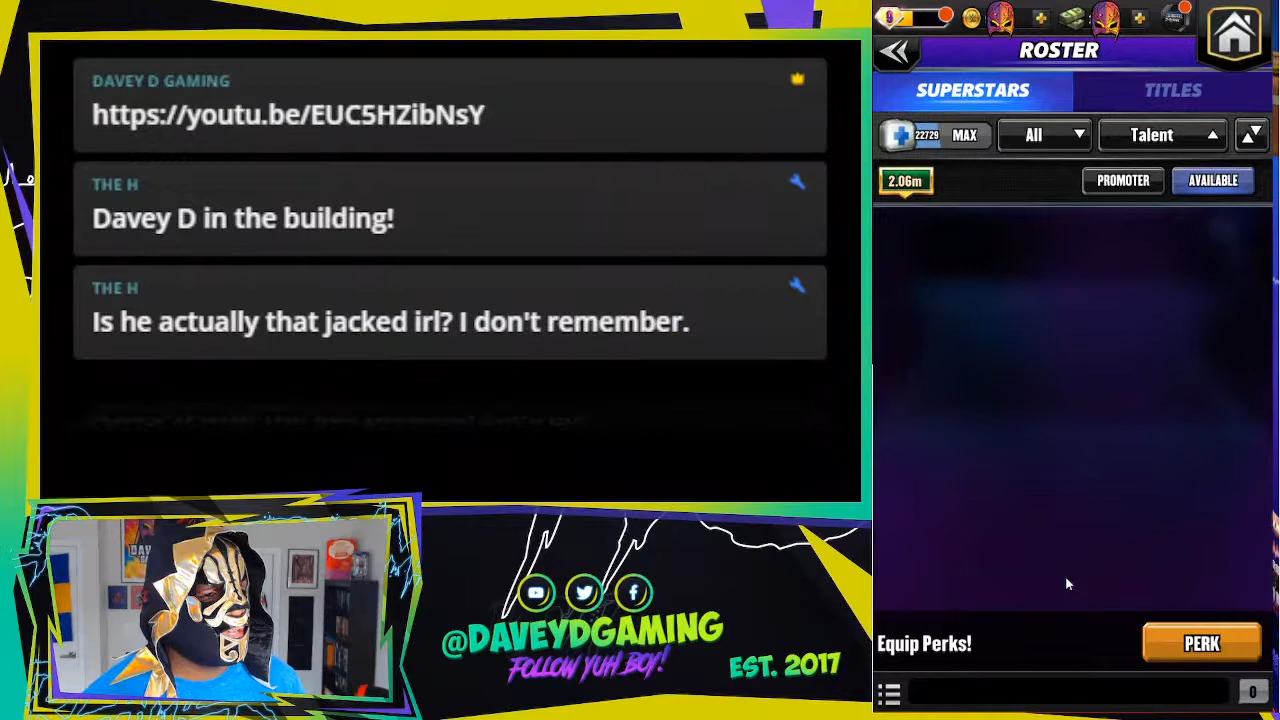 DAVEY D GAMING
https://youtu.be/EUC5HZibNsY
THE H
Davey D in the building!
THE H
Is he actually that jacked irl? I don't remember.
@DAVEYDGAMING
FOLLOW YUH BOY!
EST. 2017
9
ROSTER
SUPERSTARS
TITLES
22729
MAX
All
Talent
2.06m
PROMOTER
AVAILABLE
Equip Perks!
PERK
0